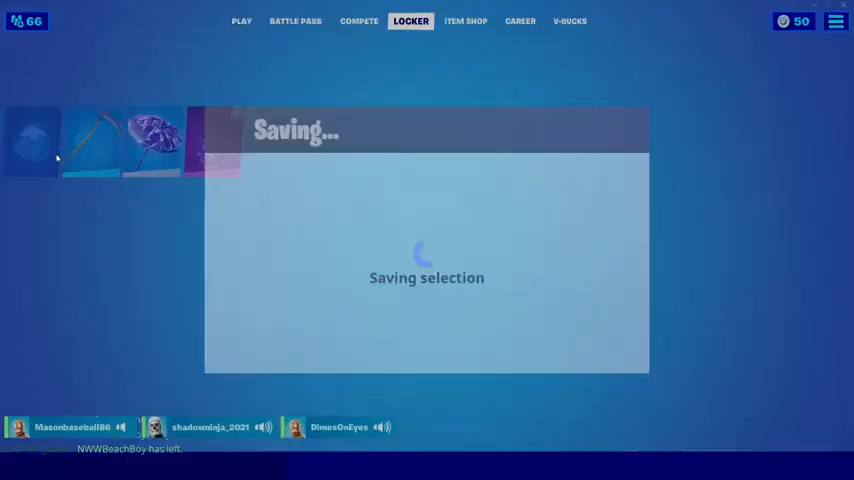 66 PLAY BATTLE PASS COMPETE LOCKER ITEM SHOP CAREER V-BUCKS 50
Saving...
Saving selection
Masonbaseball86 shadowninja_2021 DimesOnEyes
NWWBeachBoy has left.